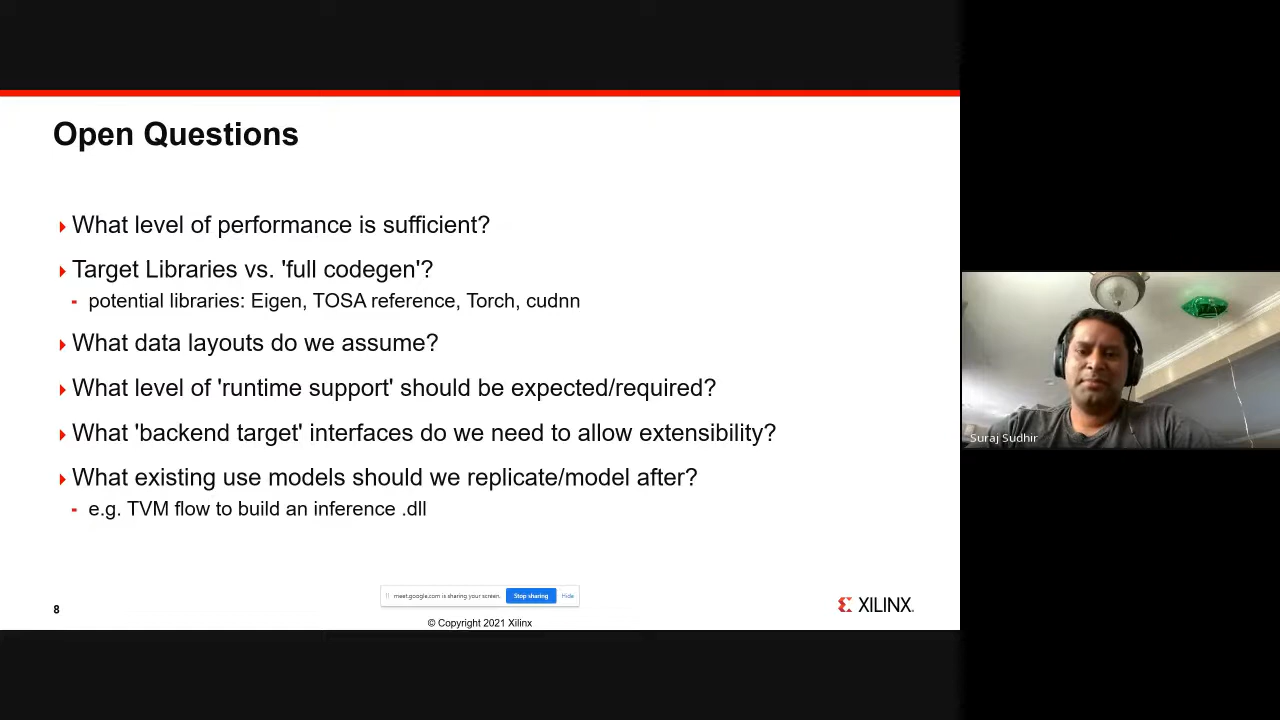 Open Questions
What level of performance is sufficient?
Target Libraries vs. 'full codegen'?
- potential libraries: Eigen, TOSA reference, Torch, cudnn
What data layouts do we assume?
What level of 'runtime support' should be expected/required?
What 'backend target' interfaces do we need to allow extensibility?
What existing use models should we replicate/model after?
- e.g. TVM flow to build an inference .dll
Suraj Sudhir
meet.google.com is sharing your screen. Stop sharing Hide
8
XILINX.
© Copyright 2021 Xilinx